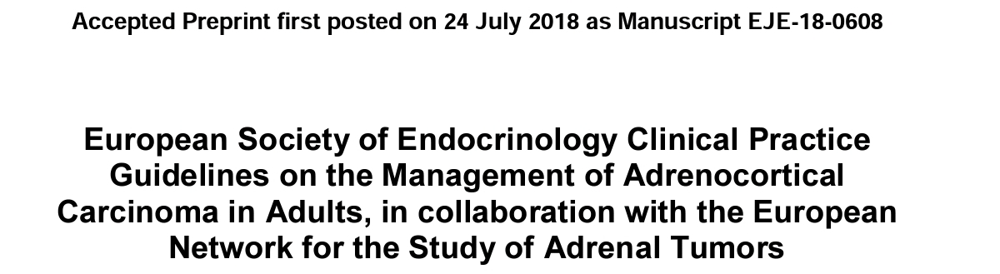 Accepted Preprint first posted on 24 July 2018 as Manuscript EJE-18-0608
European Society of Endocrinology Clinical Practice
Guidelines on the Management of Adrenocortical
Carcinoma in Adults, in collaboration with the European
Network for the Study of Adrenal Tumors